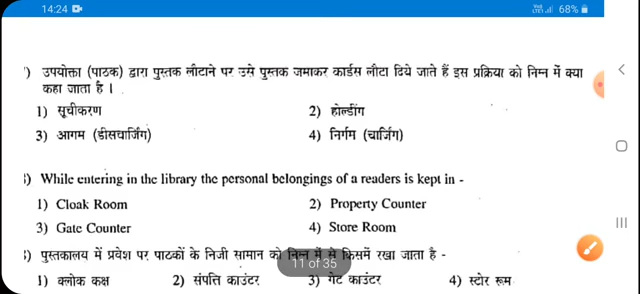 14:24
68%
) उपयोक्ता (पाठक) द्वारा पुस्तक लौटाने पर उसे पुस्तक जमाकर कार्डस लौटा दिये जाते हैं इस प्रक्रिया को निम्न में क्या
कहा जाता है ।
1) सूचीकरण 2) होल्डींग
3) आगम (डीसचार्जिंग) 4) निर्गम (चार्जिंग)
) While entering in the library the personal belongings of a readers is kept in -
1) Cloak Room 2) Property Counter
3) Gate Counter 4) Store Room
) पुस्तकालय में प्रवेश पर पाठकों के निजी सामान को निम्न में से किसमें रखा जाता है -
11 of 35
1) क्लोक कक्ष 2) संपत्ति काउंटर 3) गेट काउंटर 4) स्टोर रूम